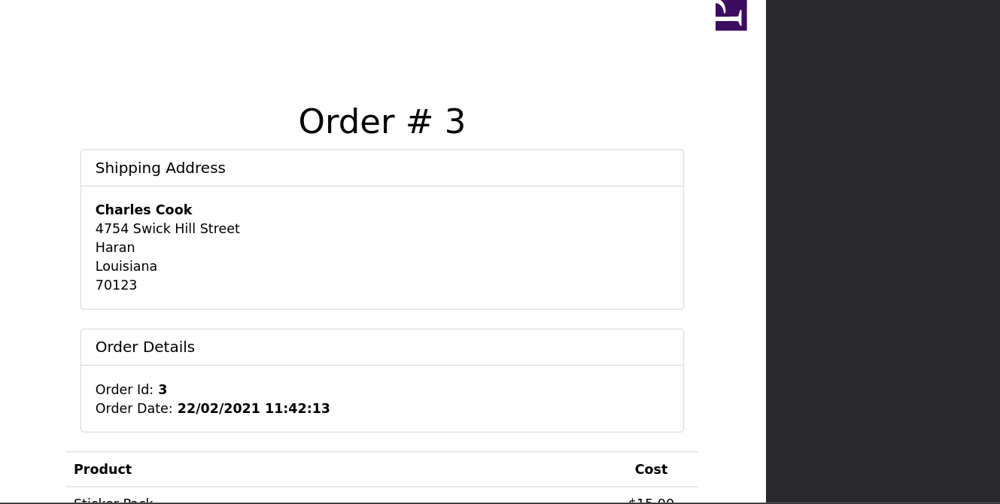 Order # 3
Shipping Address
Charles Cook
4754 Swick Hill Street
Haran
Louisiana
70123
Order Details
Order Id: 3
Order Date: 22/02/2021 11:42:13
Product Cost
Sticker Pack $15.00